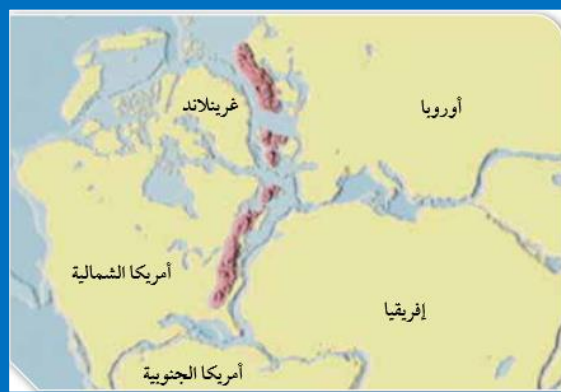 غرينلاند
أوروبا
أمريكا الشمالية
إفريقيا
أمريكا الجنوبية